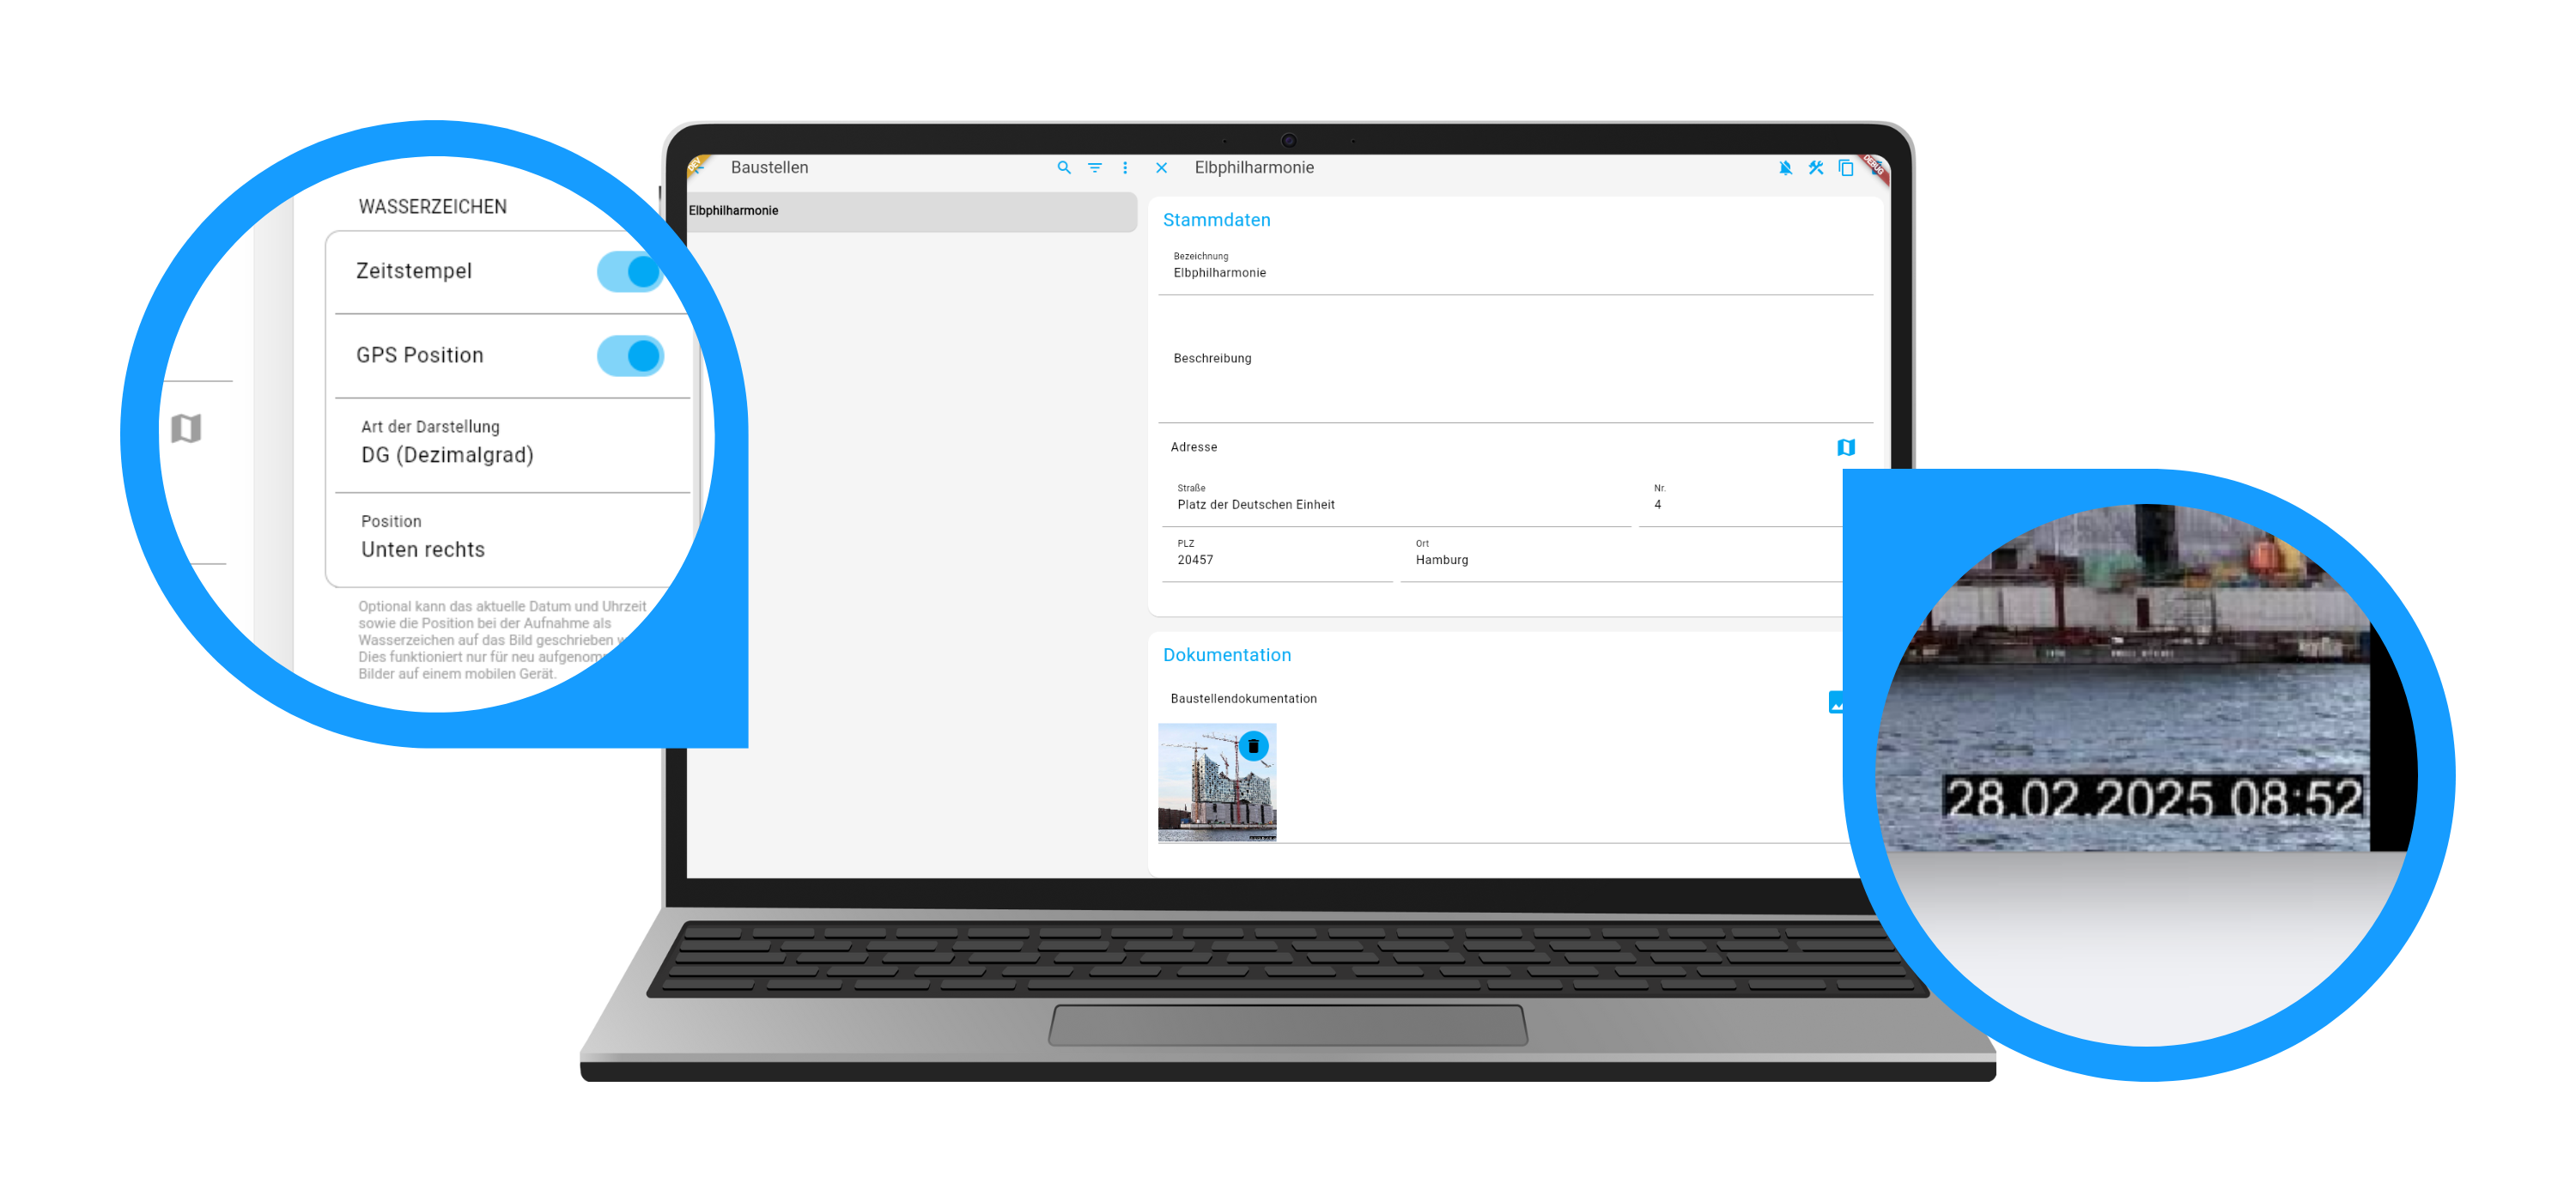 WASSERZEICHEN
Zeitstempel
GPS Position
Art der Darstellung
DG (Dezimalgrad)
Position
Unten rechts
Optional kann das aktuelle Datum und Uhrzeit
sowie die Position bei der Aufnahme als
Wasserzeichen auf das Bild geschrieben
Dies funktioniert nur für neu
Bilder auf einem mobilen Gerät.
Baustellen
Elbphilharmonie
Elbphilharmonie
DEBUG
Stammdaten
Bezeichnung
Elbphilharmonie
Beschreibung
Adresse
Straße
Platz der Deutschen Einheit
Nr.
4
PLZ
20457
Ort
Hamburg
Dokumentation
Baustellendokumentation
28.02.2025 08:52